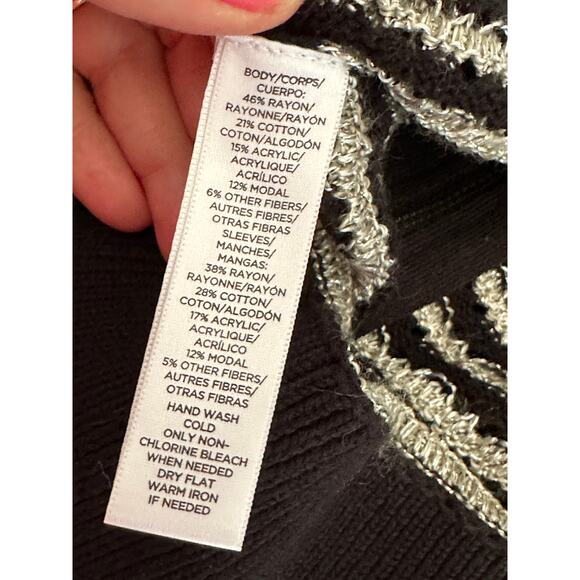 BODY/CORPS/
CUERPO:
46% RAYON/
RAYONNE/RAYÓN
21% COTTON/
COTON/ALGODÓN
15% ACRYLIC/
ACRYLIQUE/
ACRÍLICO
12% MODAL
6% OTHER FIBERS/
AUTRES FIBRES/
OTRAS FIBRAS
SLEEVES/
MANCHES/
MANGAS:
38% RAYON/
RAYONNE/RAYÓN
28% COTTON/
COTON/ALGODÓN
17% ACRYLIC/
ACRYLIQUE/
ACRÍLICO
12% MODAL
5% OTHER FIBERS/
AUTRES FIBRES/
OTRAS FIBRAS
HAND WASH
COLD
ONLY NON-
CHLORINE BLEACH
WHEN NEEDED
DRY FLAT
WARM IRON
IF NEEDED